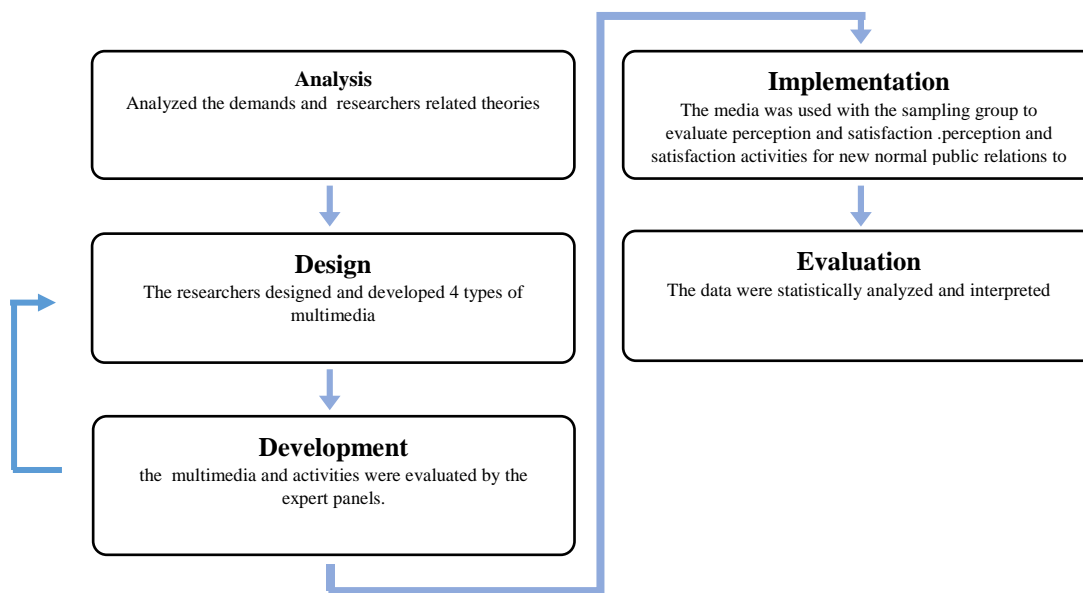 Analysis
Analyzed the demands and researchers related theories
Design
The researchers designed and developed 4 types of
multimedia
Development
the multimedia and activities were evaluated by the
expert panels.
Implementation
The media was used with the sampling group to
evaluate perception and satisfaction .perception and
satisfaction activities for new normal public relations to
Evaluation
The data were statistically analyzed and interpreted